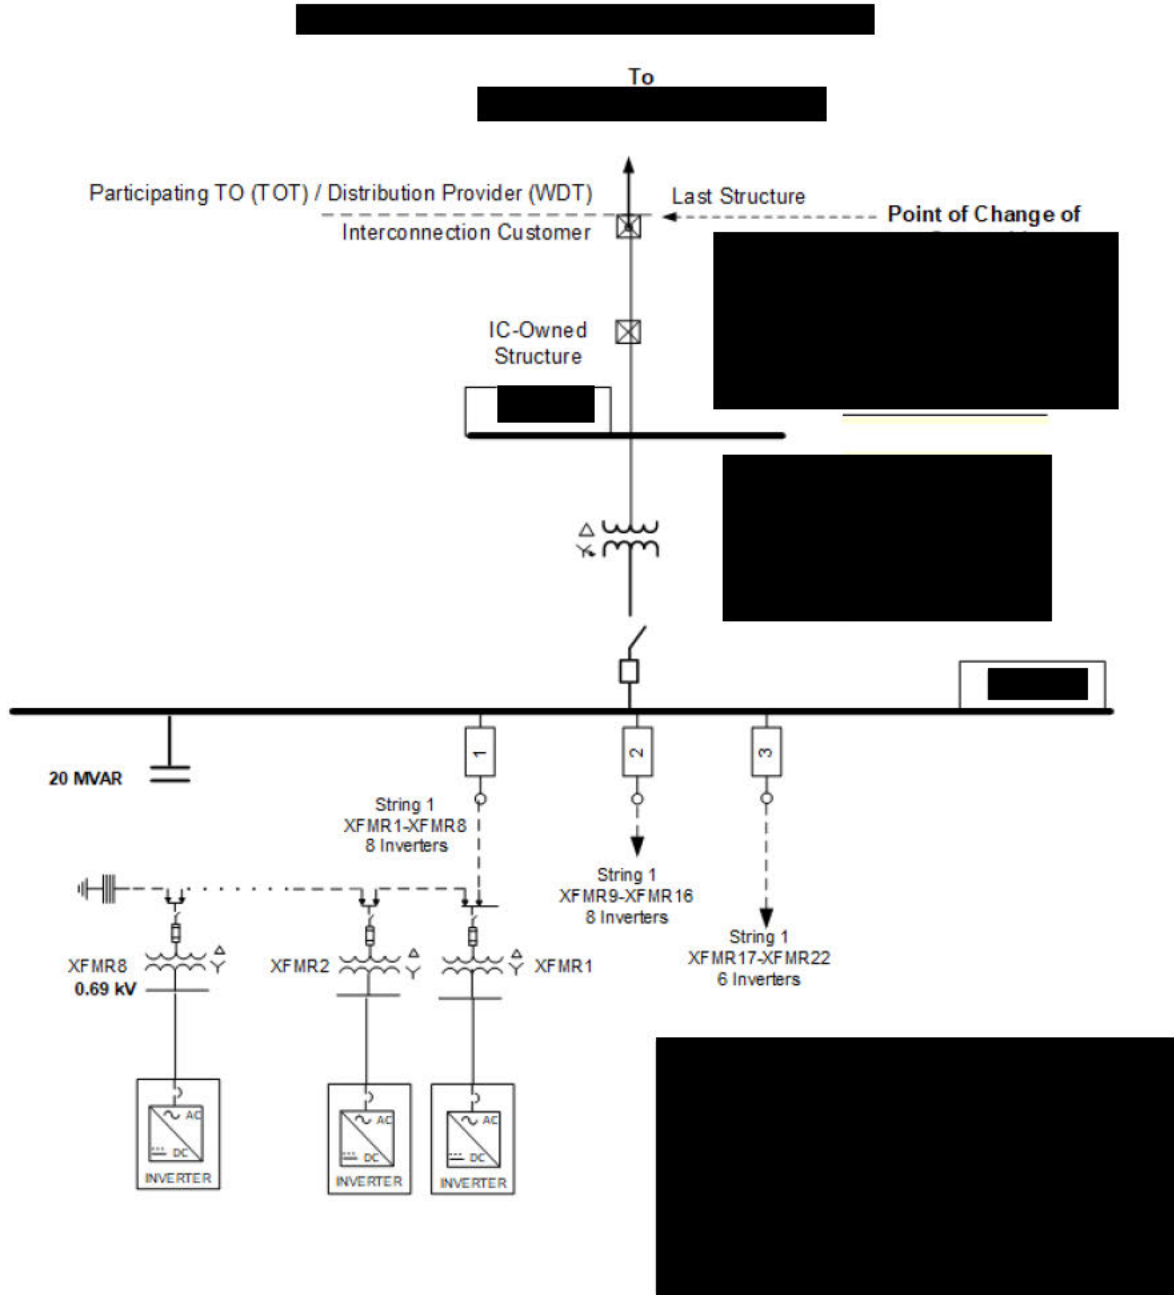 To
Participating TO (TOT) / Distribution Provider (WDT)
Last Structure
Point of Change of
Interconnection Customer
IC-Owned
Structure
20 MVAR
1
2
3
String 1
XFMR1-XFMR8
8 Inverters
String 1
XFMR9-XFMR16
8 Inverters
String 1
XFMR17-XFMR22
6 Inverters
XFMR8
0.69 kV
XFMR2
XFMR1
AC
DC
INVERTER
AC
DC
INVERTER
AC
DC
INVERTER